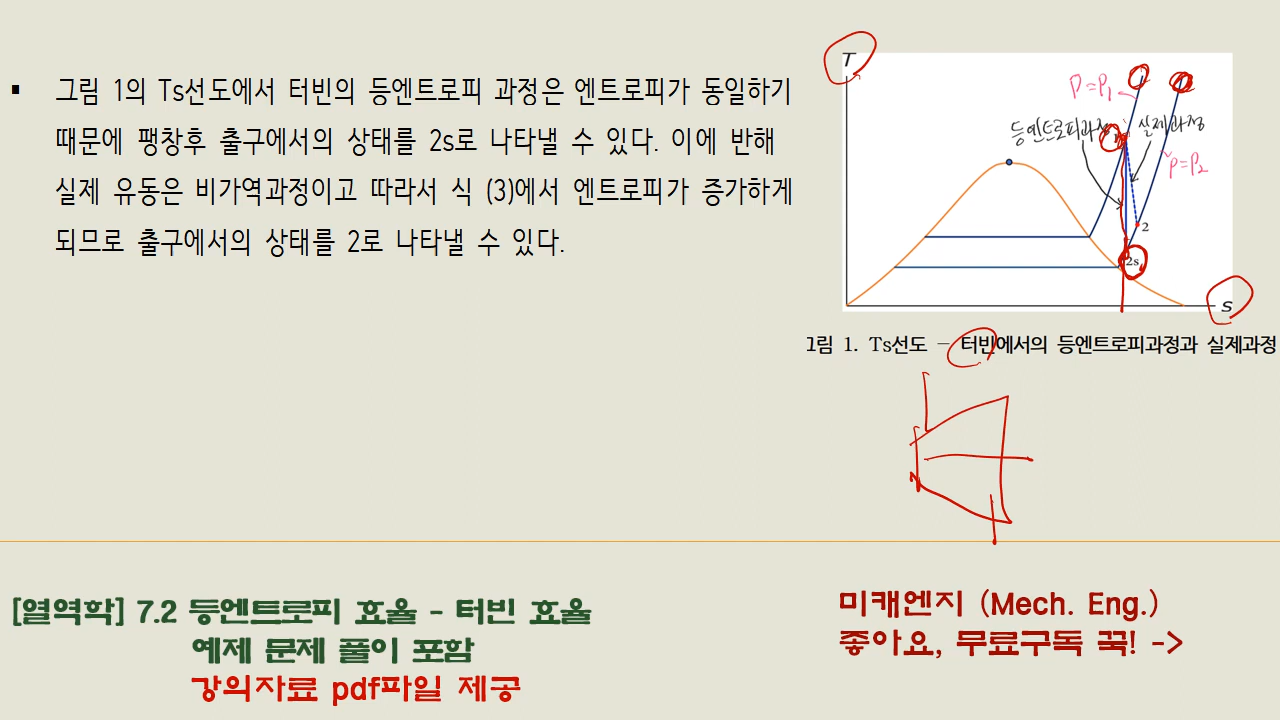 ▪ 그림 1의 Ts선도에서 터빈의 등엔트로피 과정은 엔트로피가 동일하기
때문에 팽창후 출구에서의 상태를 2s로 나타낼 수 있다. 이에 반해
실제 유동은 비가역과정이고 따라서 식 (3)에서 엔트로피가 증가하게
되므로 출구에서의 상태를 2로 나타낼 수 있다.
T
P=P₁
등엔트로피과정
실제과정
P=P₂
2
2s
s
그림 1. Ts선도 – 터빈에서의 등엔트로피과정과 실제과정
[열역학] 7.2 등엔트로피 효율 - 터빈 효율
예제 문제 풀이 포함
강의자료 pdf파일 제공
미캐엔지 (Mech. Eng.)
좋아요, 무료구독 꾹! ->